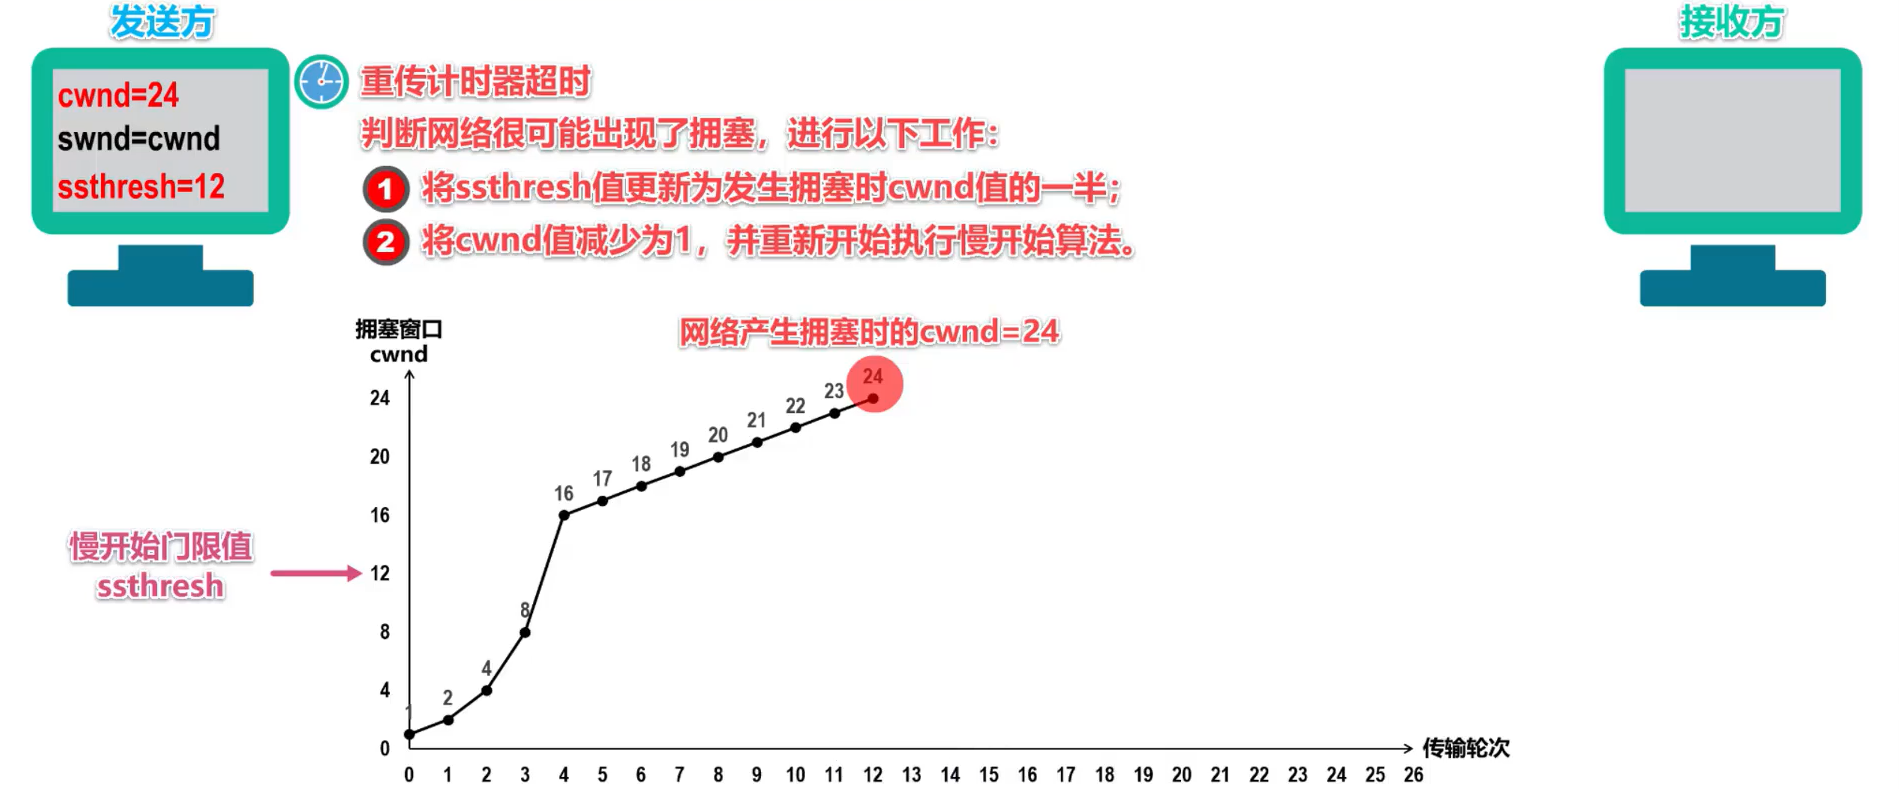 发送方
接收方
cwnd=24
swnd=cwnd
ssthresh=12
重传计时器超时
判断网络很可能出现了拥塞，进行以下工作：
1 将ssthresh值更新为发生拥塞时cwnd值的一半；
2 将cwnd值减少为1，并重新开始执行慢开始算法。
拥塞窗口
cwnd
网络产生拥塞时的cwnd=24
24
20
16
12
8
4
0
慢开始门限值
ssthresh
1
2
4
8
16
17
18
19
20
21
22
23
24
传输轮次
0 1 2 3 4 5 6 7 8 9 10 11 12 13 14 15 16 17 18 19 20 21 22 23 24 25 26